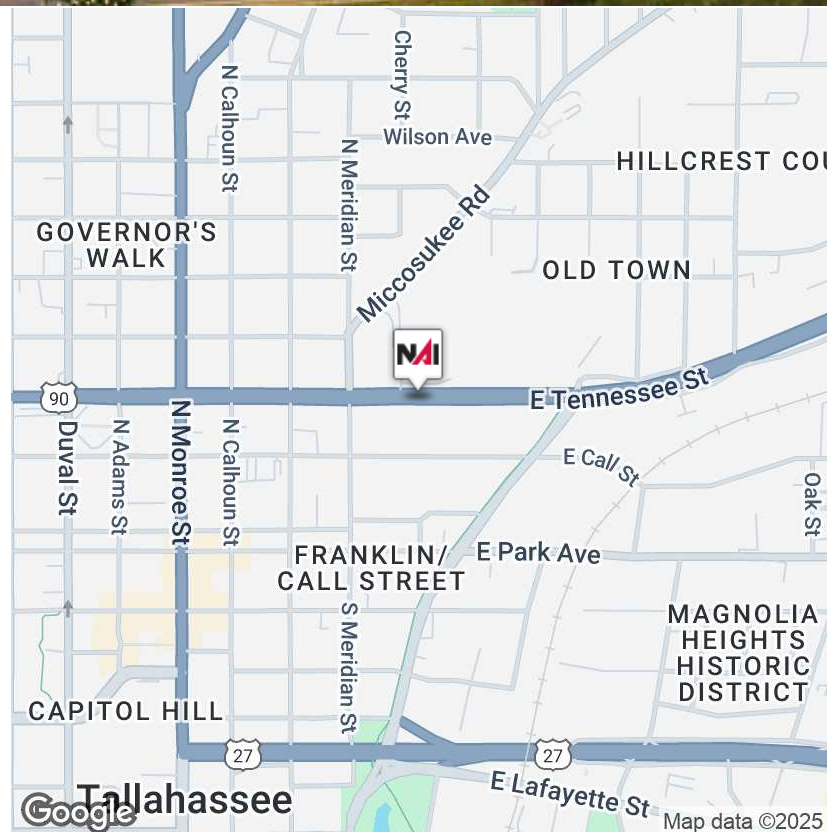 Cherry St
N Calhoun St
Wilson Ave
N Meridian St
HILLCREST COU
Miccosukee Rd
GOVERNOR'S
WALK
OLD TOWN
NAI
90
E Tennessee St
Duval St
N Adams St
N Monroe St
N Calhoun St
E Call St
Oak St
FRANKLIN/
CALL STREET
E Park Ave
S Meridian St
MAGNOLIA
HEIGHTS
HISTORIC
DISTRICT
CAPITOL HILL
27
27
E Lafayette St
Tallahassee
Google
Map data ©2025